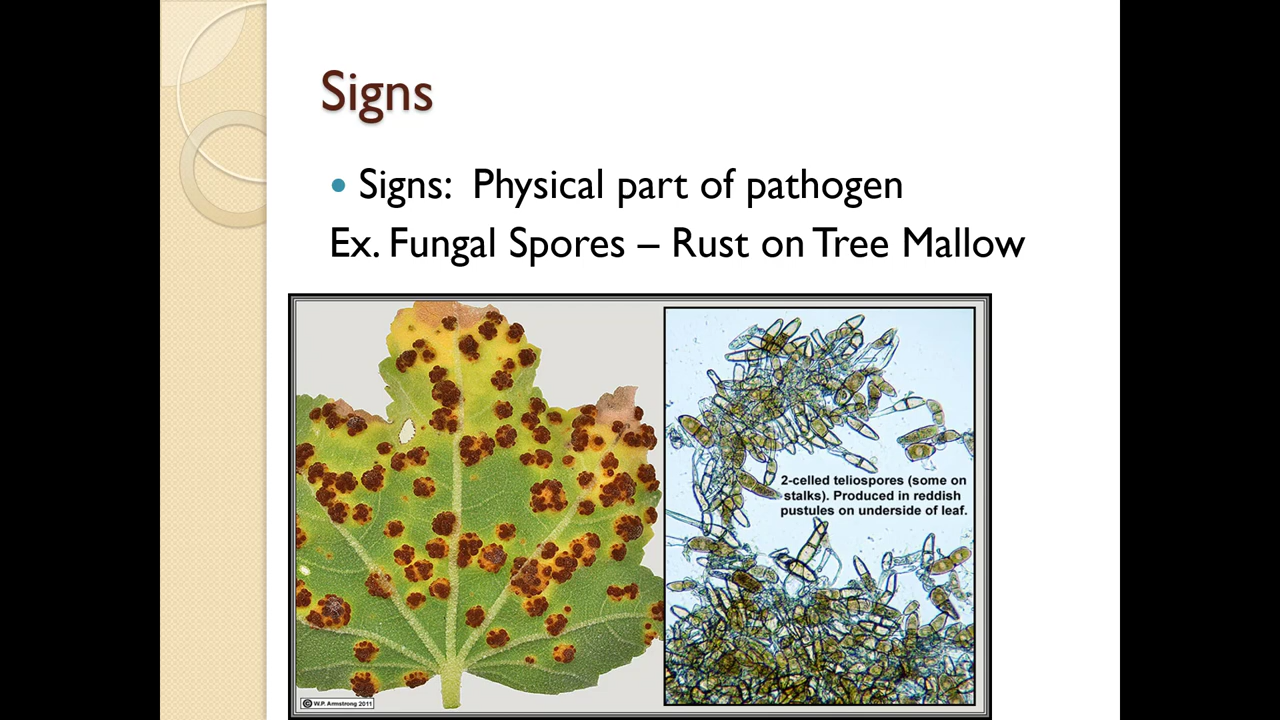 Signs
Signs: Physical part of pathogen
Ex. Fungal Spores – Rust on Tree Mallow
2-celled teliospores (some on
stalks). Produced in reddish
pustules on underside of leaf.
© W.P. Armstrong 2011